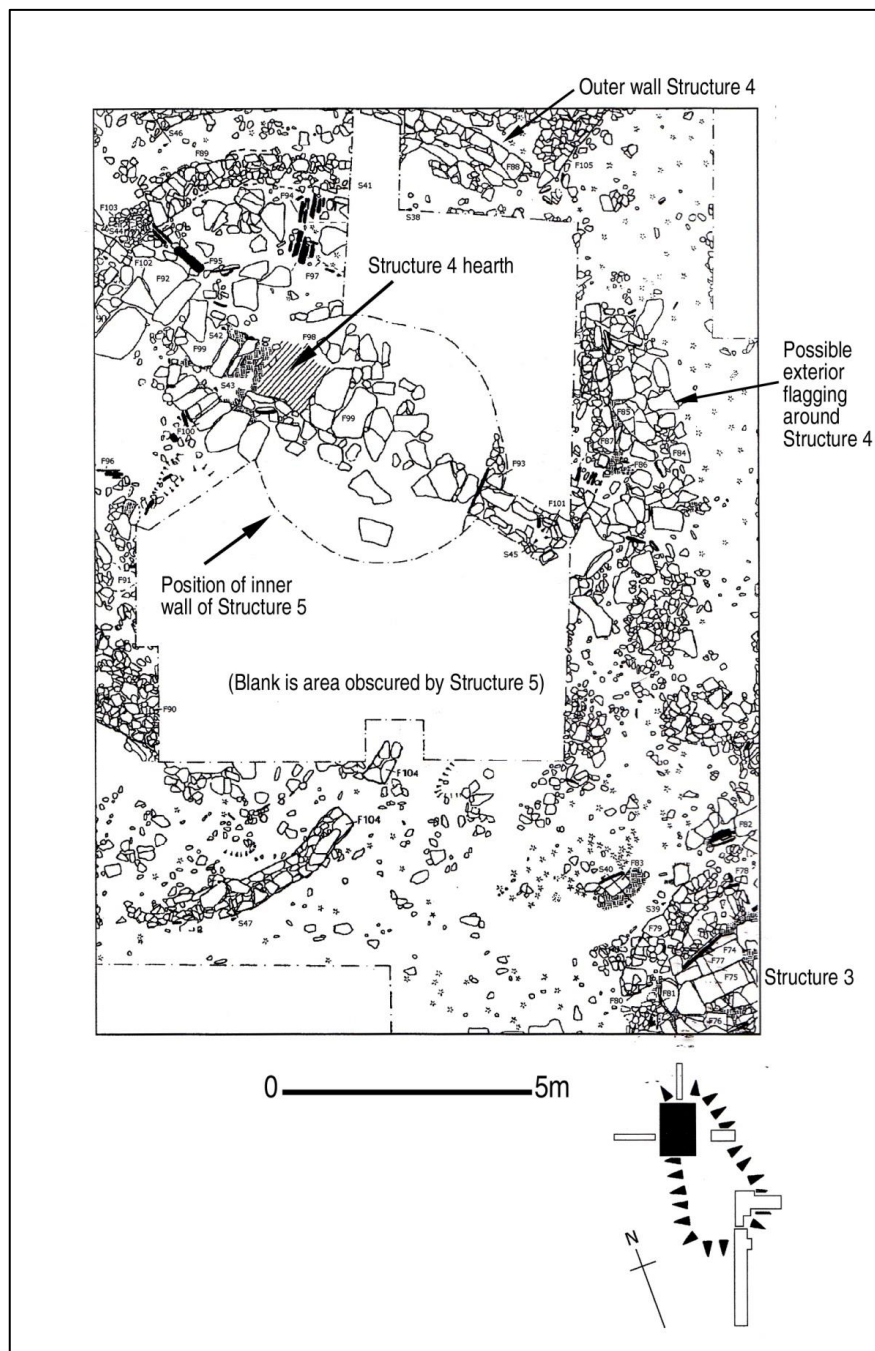 Outer wall Structure 4
S46
F89
F88
F105
S41
F103
F94
S38
S44
F102
F95
F97
Structure 4 hearth
F92
Possible
exterior
flagging
around
Structure 4
S42
F98
F99
S43
F85
F99
F87
F84
F100
F86
F96
F93
F101
S45
Position of inner
wall of Structure 5
F91
(Blank is area obscured by Structure 5)
F90
F104
F104
F82
S40
F83
F78
S39
S47
F79
F74
F77
F75
Structure 3
F81
F80
F76
0
5m
N